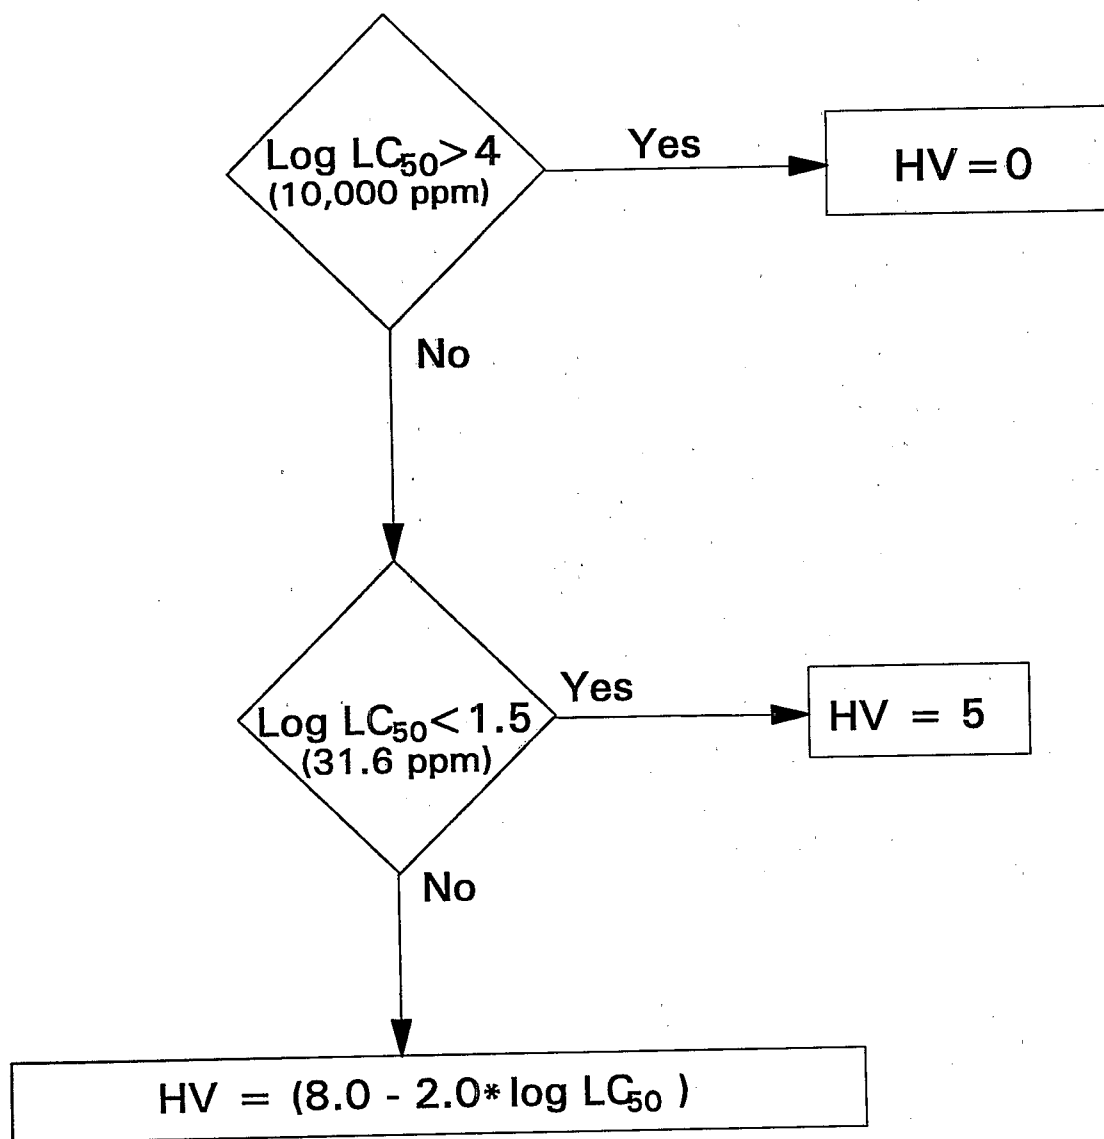 Log LC50>4
(10,000 ppm)
Yes
HV=0
No
Log LC50<1.5
(31.6 ppm)
Yes
HV = 5
No
HV = (8.0 - 2.0*log LC50 )